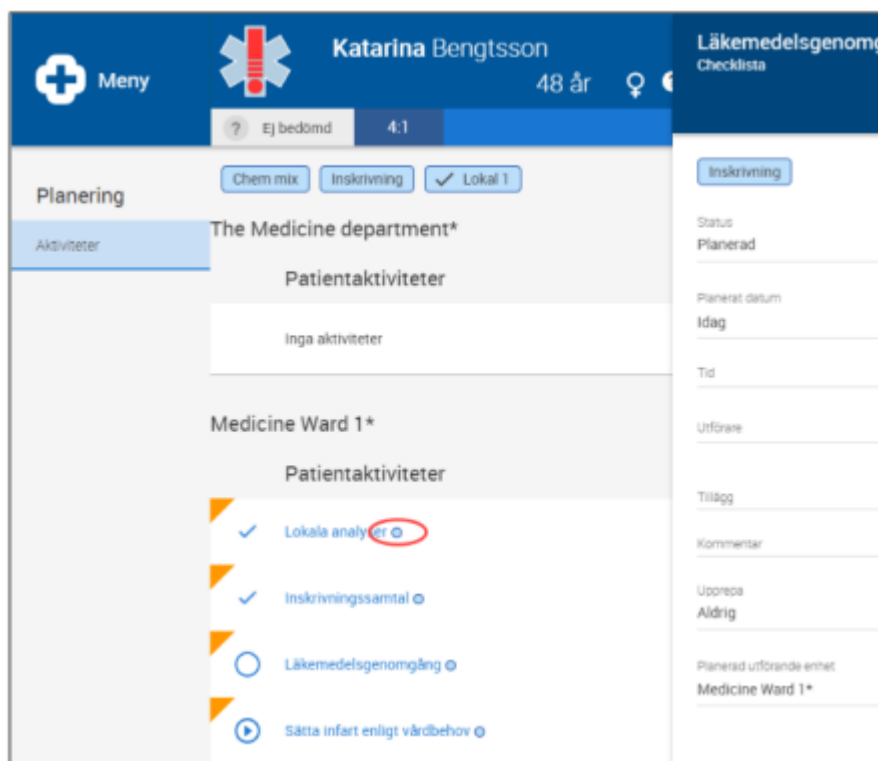 Meny
Katarina Bengtsson
48 år
? Ej bedömd
4:1
Planering
Aktiviteter
Chem mix
Inskrivning
Lokal 1
The Medicine department*
Patientaktiviteter
Inga aktiviteter
Medicine Ward 1*
Patientaktiviteter
Lokala analyser
Inskrivningssamtal
Läkemedelsgenomgång
Sätta infart enligt vårdbehov
Läkemedelsgenomg
Checklista
Inskrivning
Status
Planerad
Planerat datum
Idag
Tid
Utförare
Tillägg
Kommentar
Upprepa
Aldrig
Planerad utförande enhet
Medicine Ward 1*